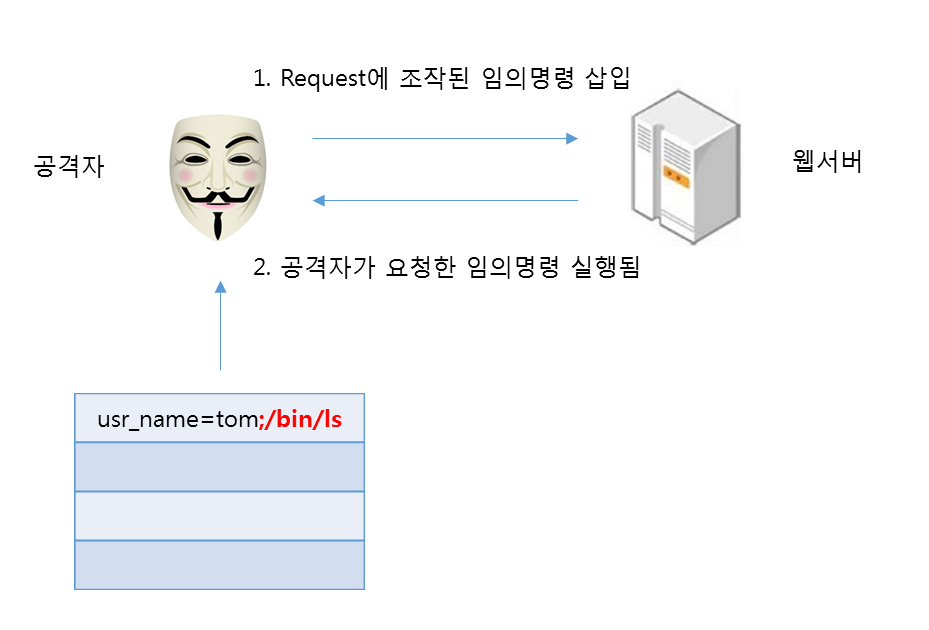 1. Request에 조작된 임의명령 삽입
공격자
웹서버
2. 공격자가 요청한 임의명령 실행됨
usr_name=tom;/bin/ls